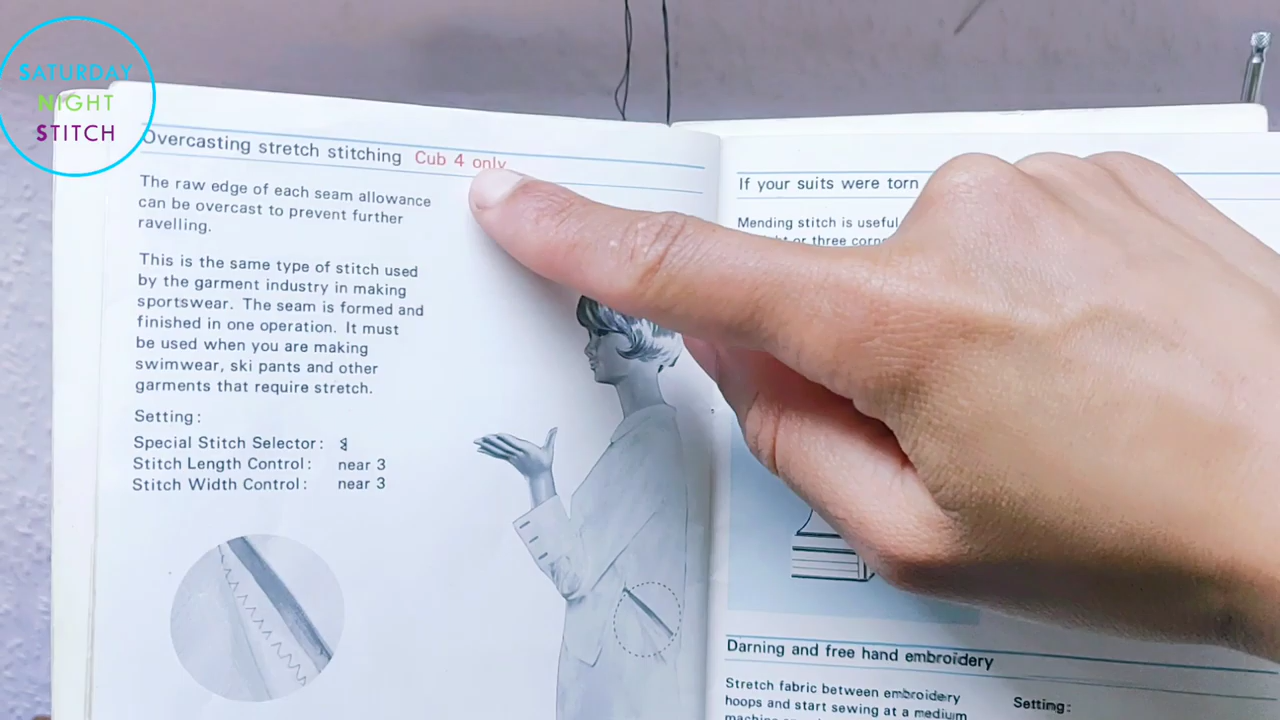 SATURDAY
NIGHT
STITCH
Overcasting stretch stitching Cub 4 only
The raw edge of each seam allowance
can be overcast to prevent further
ravelling.
This is the same type of stitch used
by the garment industry in making
sportswear. The seam is formed and
finished in one operation. It must
be used when you are making
swimwear, ski pants and other
garments that require stretch.
Setting:
Special Stitch Selector:
Stitch Length Control: near 3
Stitch Width Control: near 3
If your suits were torn
Mending stitch is useful
or three
Darning and free hand embroidery
Stretch fabric between embroidery
hoops and start sewing at a medium
Setting: